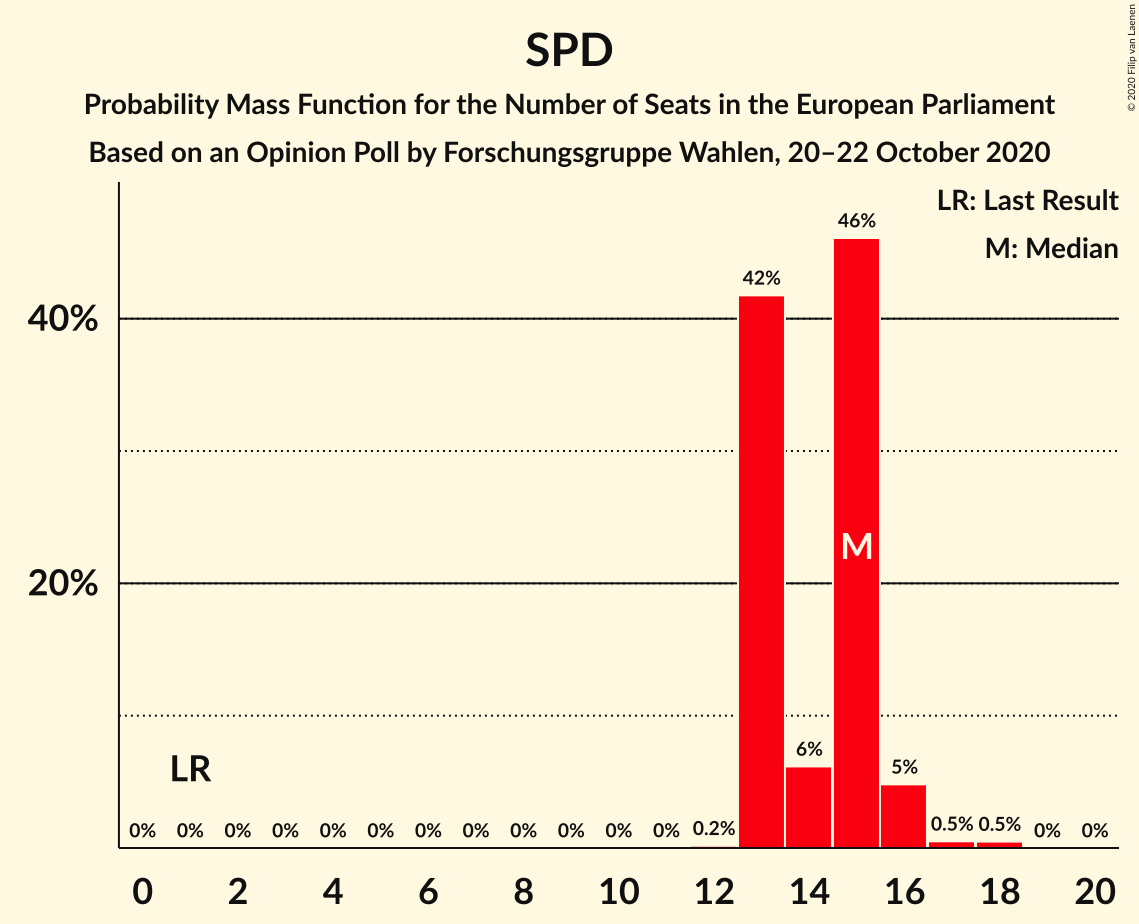 SPD
Probability Mass Function for the Number of Seats in the European Parliament
Based on an Opinion Poll by Forschungsgruppe Wahlen, 20–22 October 2020
© 2020 Filip van Laenen
LR: Last Result
M: Median
46%
42%
40%
M
20%
LR
6%
5%
0% 0% 0% 0% 0% 0% 0% 0% 0% 0% 0% 0% 0.2% 0.5% 0.5% 0% 0%
0 2 4 6 8 10 12 14 16 18 20